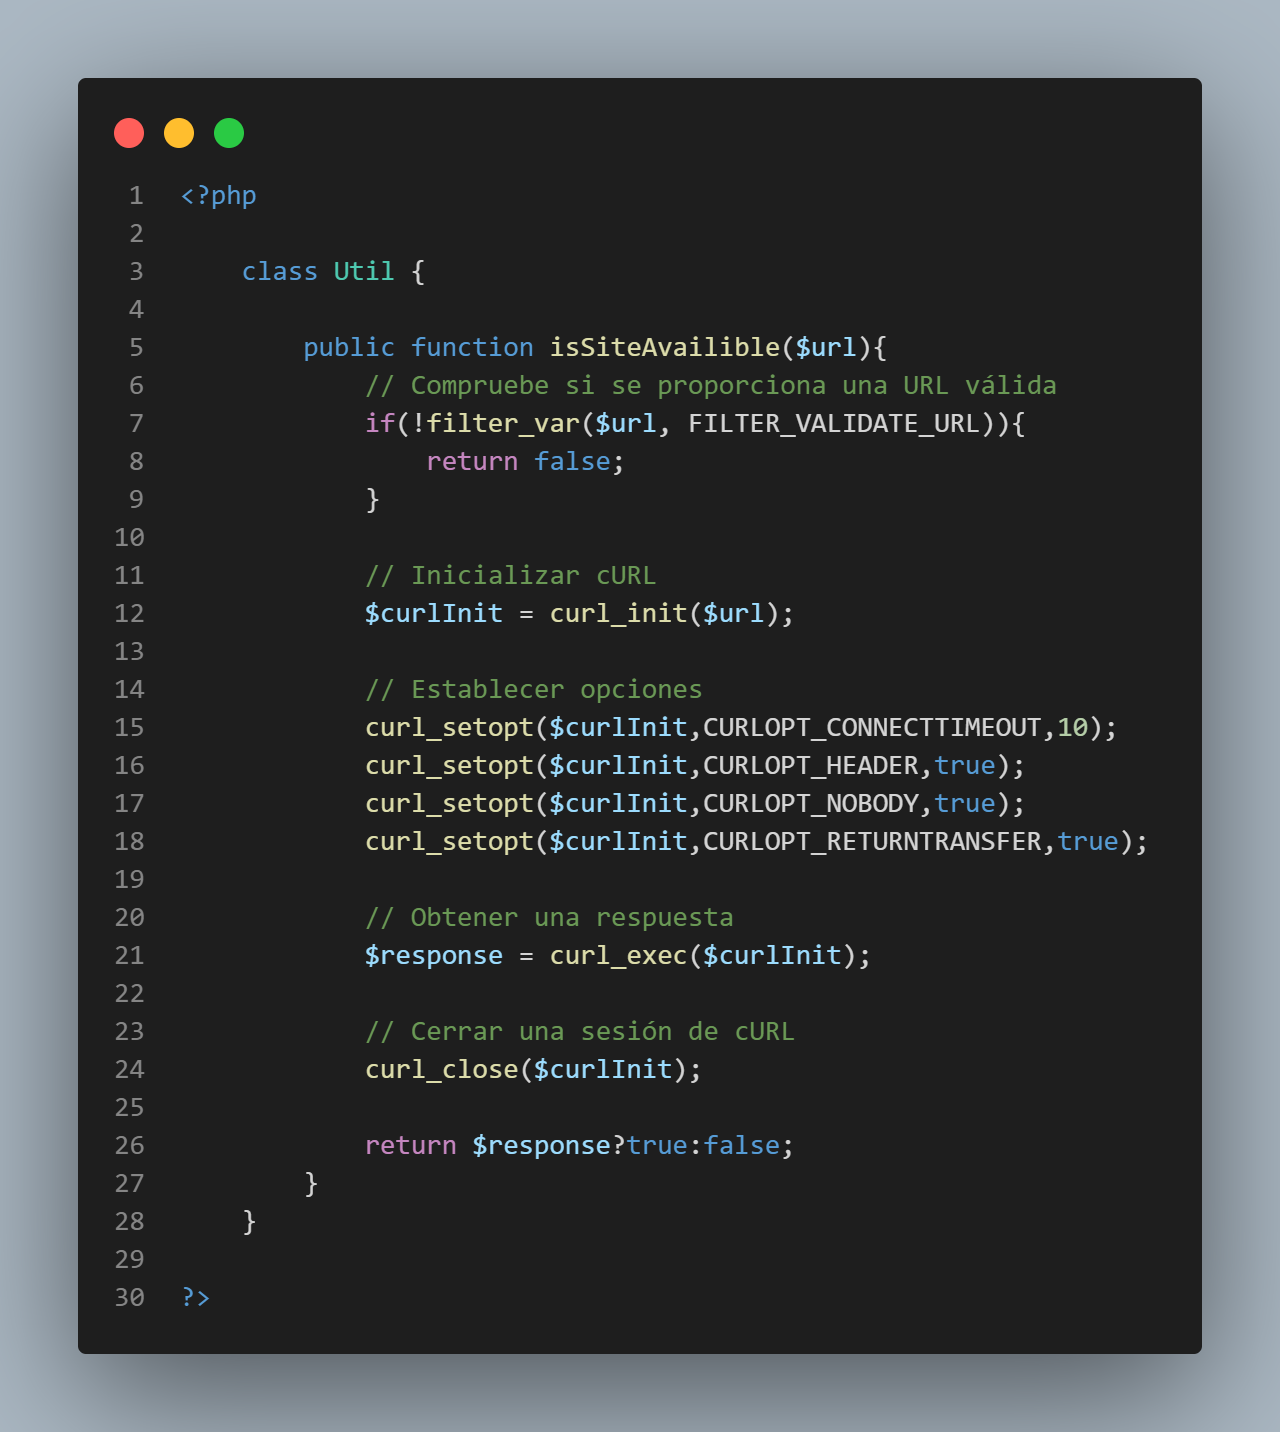 1 <?php
2
3     class Util {
4
5         public function isSiteAvailible($url){
6             // Compruebe si se proporciona una URL válida
7             if(!filter_var($url, FILTER_VALIDATE_URL)){
8                 return false;
9             }
10
11             // Inicializar cURL
12             $curlInit = curl_init($url);
13
14             // Establecer opciones
15             curl_setopt($curlInit,CURLOPT_CONNECTTIMEOUT,10);
16             curl_setopt($curlInit,CURLOPT_HEADER,true);
17             curl_setopt($curlInit,CURLOPT_NOBODY,true);
18             curl_setopt($curlInit,CURLOPT_RETURNTRANSFER,true);
19
20             // Obtener una respuesta
21             $response = curl_exec($curlInit);
22
23             // Cerrar una sesión de cURL
24             curl_close($curlInit);
25
26             return $response?true:false;
27         }
28     }
29
30 ?>